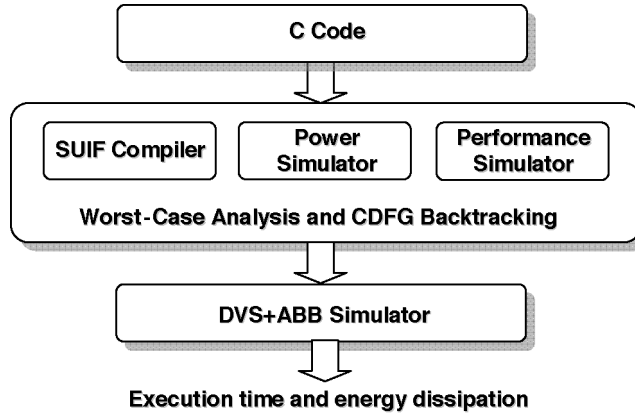 C Code
SUIF Compiler
Power
Simulator
Performance
Simulator
Worst-Case Analysis and CDFG Backtracking
DVS+ABB Simulator
Execution time and energy dissipation